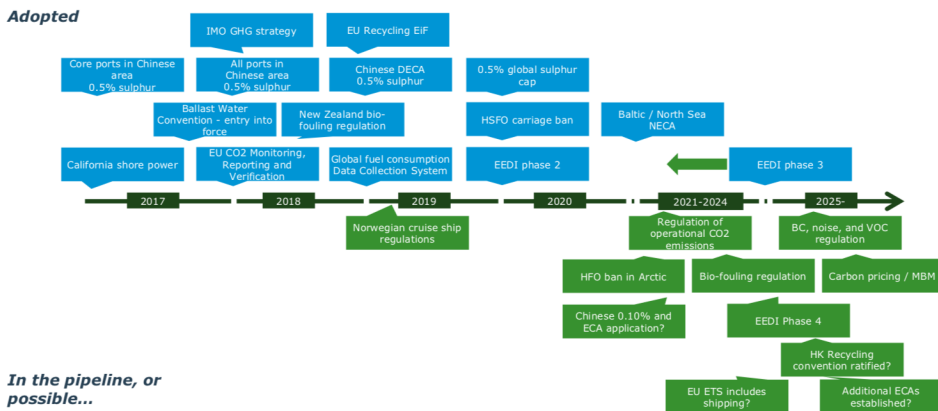 Adopted
IMO GHG strategy
EU Recycling EiF
Core ports in Chinese
area
0.5% sulphur
All ports in
Chinese area
0.5% sulphur
Chinese DECA
0.5% sulphur
0.5% global sulphur
cap
Ballast Water
Convention - entry into
force
New Zealand bio-
fouling regulation
HSFO carriage ban
Baltic / North Sea
NECA
California shore power
EU CO2 Monitoring,
Reporting and
Verification
Global fuel consumption
Data Collection System
EEDI phase 2
EEDI phase 3
2017
2018
2019
2020
2021-2024
2025-
Norwegian cruise ship
regulations
Regulation of
operational CO2
emissions
BC, noise, and VOC
regulation
HFO ban in Arctic
Bio-fouling regulation
Carbon pricing / MBM
Chinese 0.10% and
ECA application?
EEDI Phase 4
HK Recycling
convention ratified?
In the pipeline, or
possible...
EU ETS includes
shipping?
Additional ECAs
established?